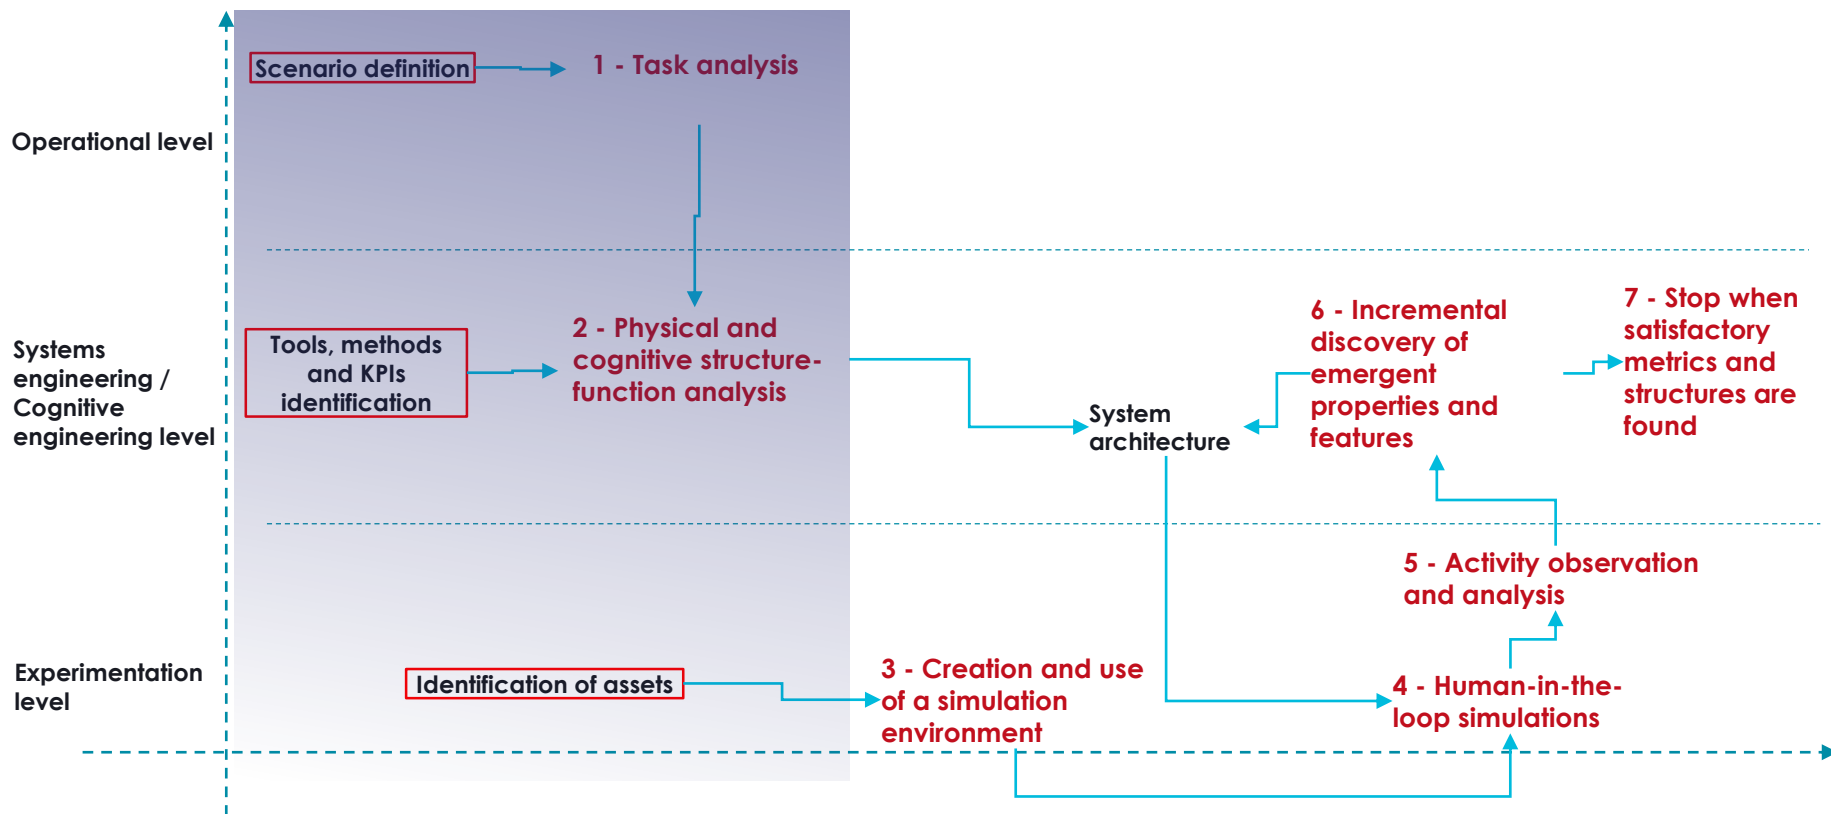 Scenario definition
1 - Task analysis
Operational level
Systems
engineering /
Cognitive
engineering level
Tools, methods
and KPIs
identification
2 - Physical and
cognitive structure-
function analysis
System
architecture
6 - Incremental
discovery of
emergent
properties and
features
7 - Stop when
satisfactory
metrics and
structures are
found
5 - Activity observation
and analysis
Experimentation
level
Identification of assets
3 - Creation and use
of a simulation
environment
4 - Human-in-the-
loop simulations